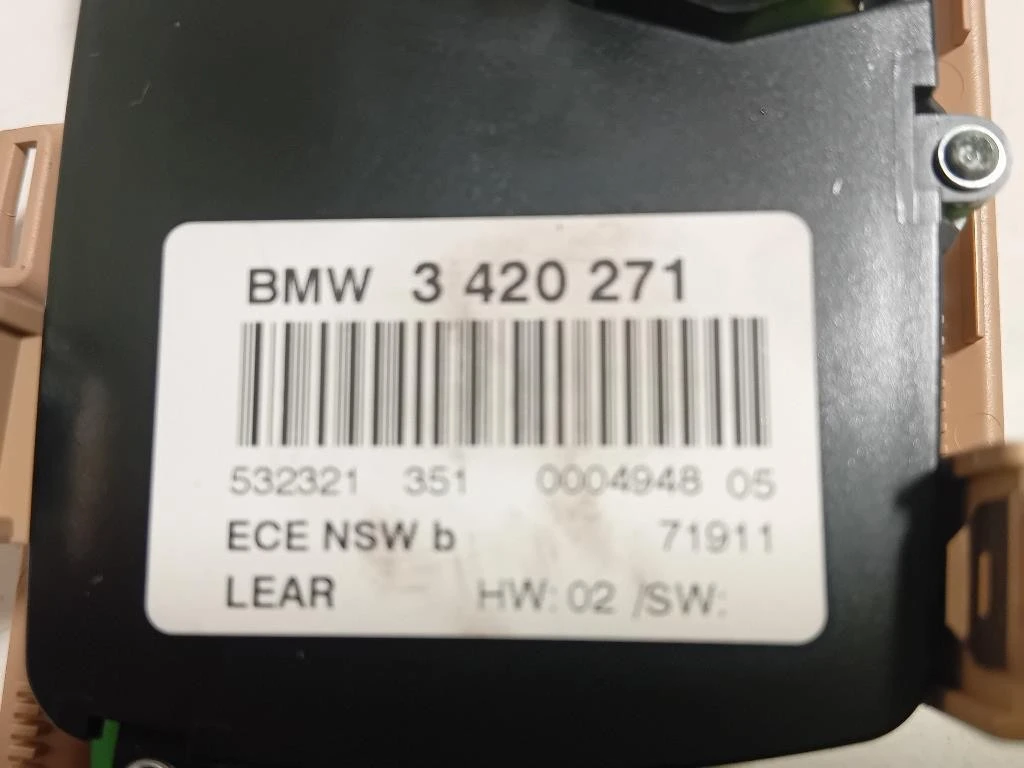 BMW 3 420 271
532321 351 0004948 05
ECE NSW b 71911
LEAR HW: 02 /SW: